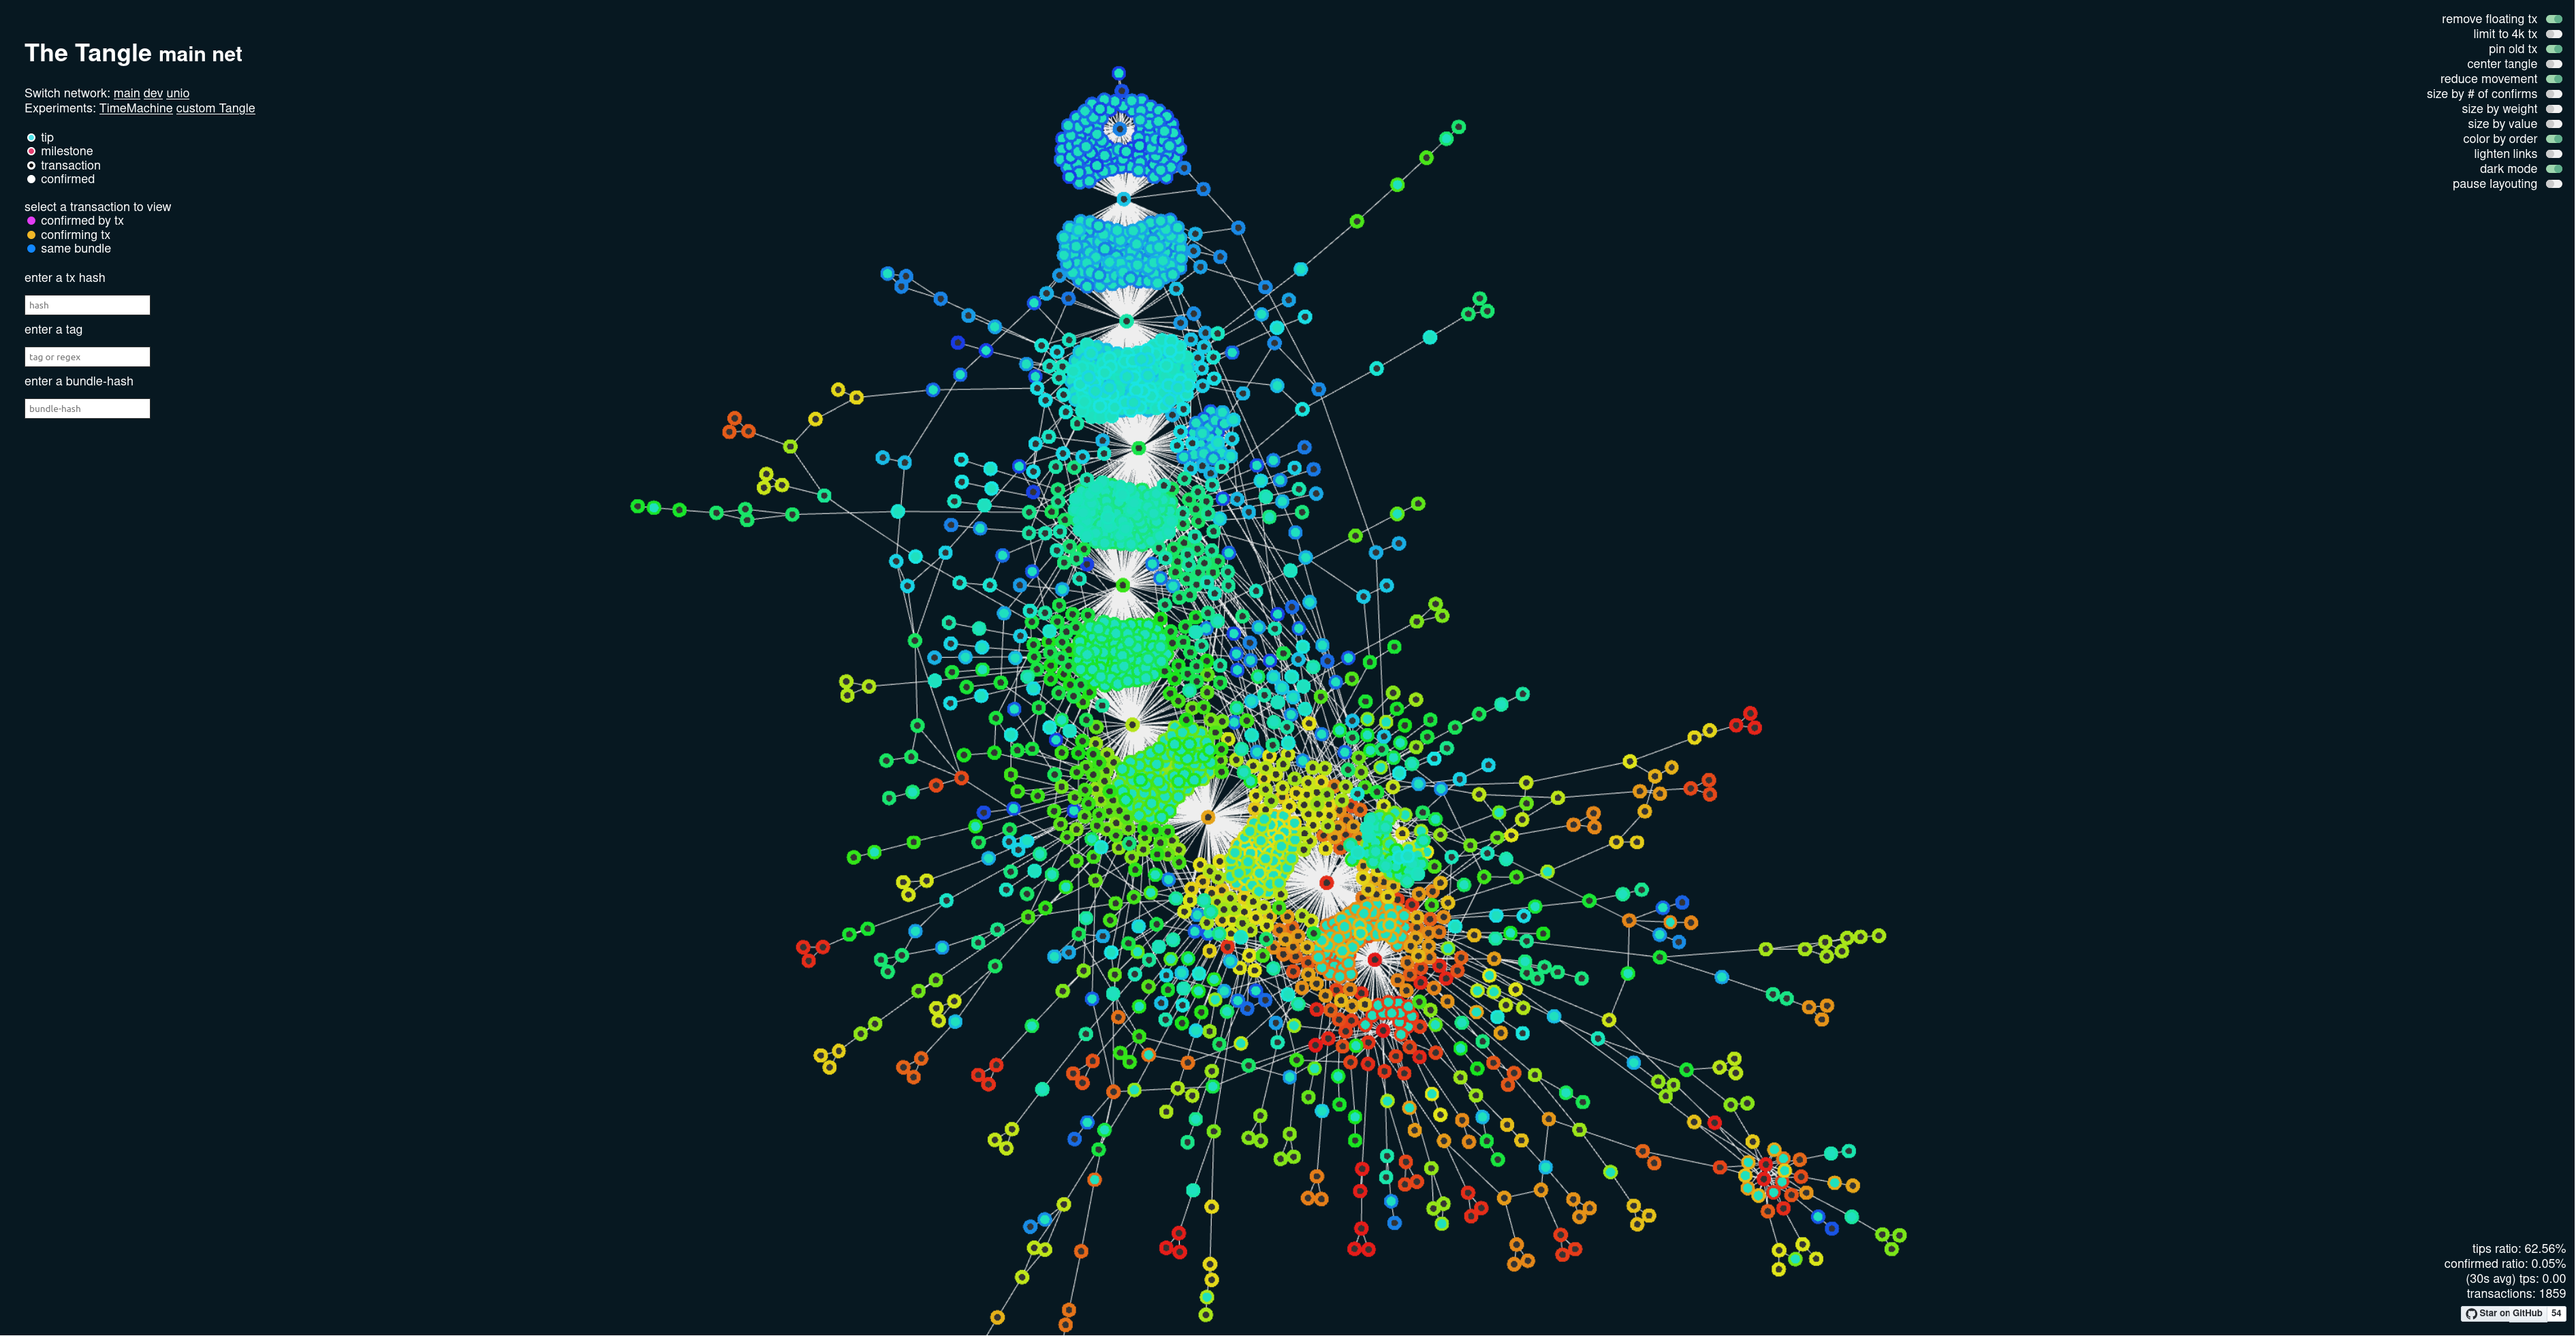 The Tangle main net
Switch network: main dev unio
Experiments: TimeMachine custom Tangle
tip
milestone
transaction
confirmed
select a transaction to view
confirmed by tx
confirming tx
same bundle
enter a tx hash
hash
enter a tag
tag or regex
enter a bundle-hash
bundle-hash
remove floating tx
limit to 4k tx
pin old tx
center tangle
reduce movement
size by # of confirms
size by weight
size by value
color by order
lighten links
dark mode
pause layouting
tips ratio: 62.56%
confirmed ratio: 0.05%
(30s avg) tps: 0.00
transactions: 1859
Star on GitHub 54